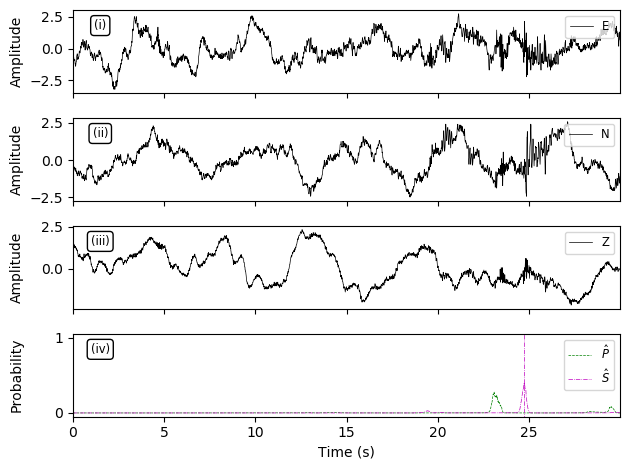 2.5
0.0
−2.5
Amplitude
(i)
E
2.5
0.0
−2.5
Amplitude
(ii)
N
2.5
0.0
Amplitude
(iii)
Z
1
0
Probability
(iv)
P̂
Ŝ
0 5 10 15 20 25
Time (s)